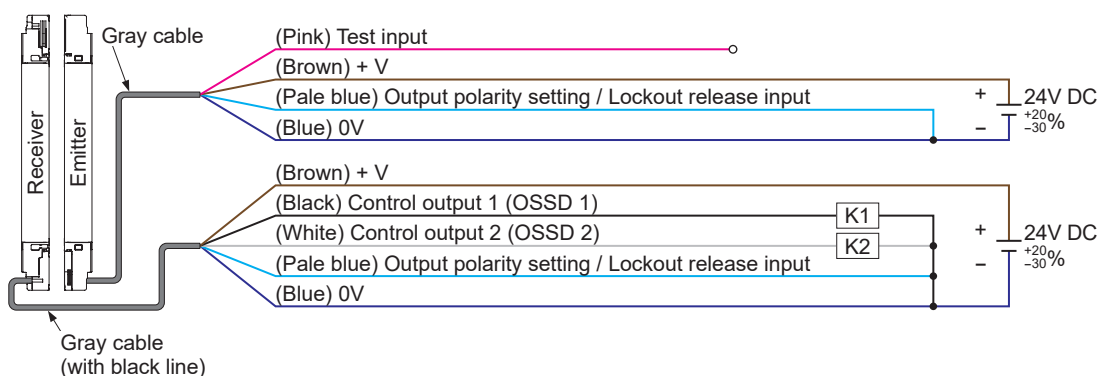 Gray cable
Receiver
Emitter
(Pink) Test input
(Brown) + V
(Pale blue) Output polarity setting / Lockout release input
(Blue) 0V
+
−
24V DC
+20
−30 %
(Brown) + V
(Black) Control output 1 (OSSD 1)
K1
(White) Control output 2 (OSSD 2)
K2
(Pale blue) Output polarity setting / Lockout release input
(Blue) 0V
+
−
24V DC
+20
−30 %
Gray cable
(with black line)